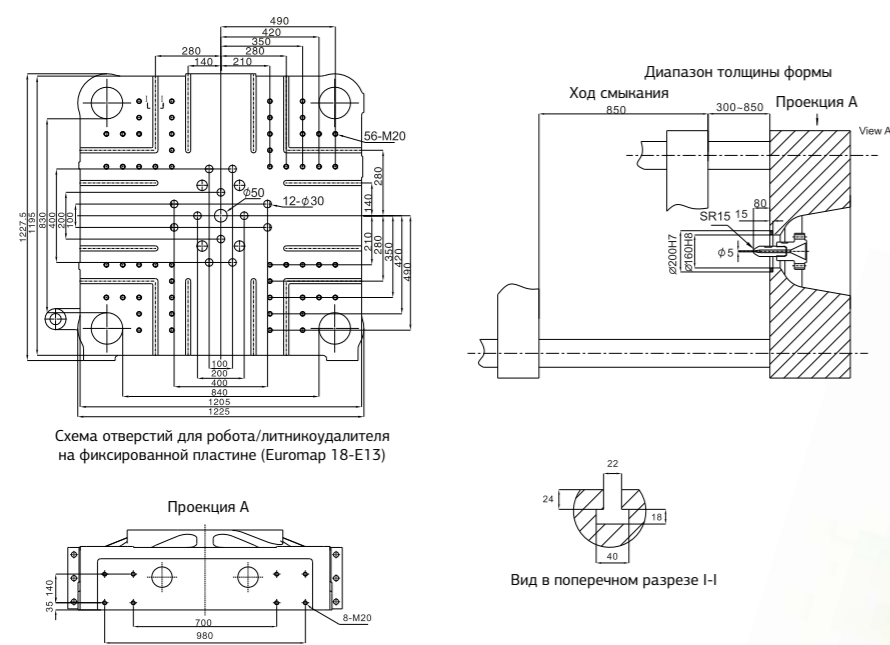 490
420
350
280 280
140 210
56-M20
280
140
ϕ50
12-ϕ30
1227.5
1195
830
400
200
100
210
280
350
420
490
100
200
400
840
1205
1225
Схема отверстий для робота/литникоудалителя
на фиксированной пластине (Euromap 18-E13)
Диапазон толщины формы
Ход смыкания
Проекция A
850
300~850
View A
80
SR15 15
Ø200H7
Ø160H8
ϕ5
Проекция A
140
35
8-M20
700
980
22
24
18
40
Вид в поперечном разрезе I-I